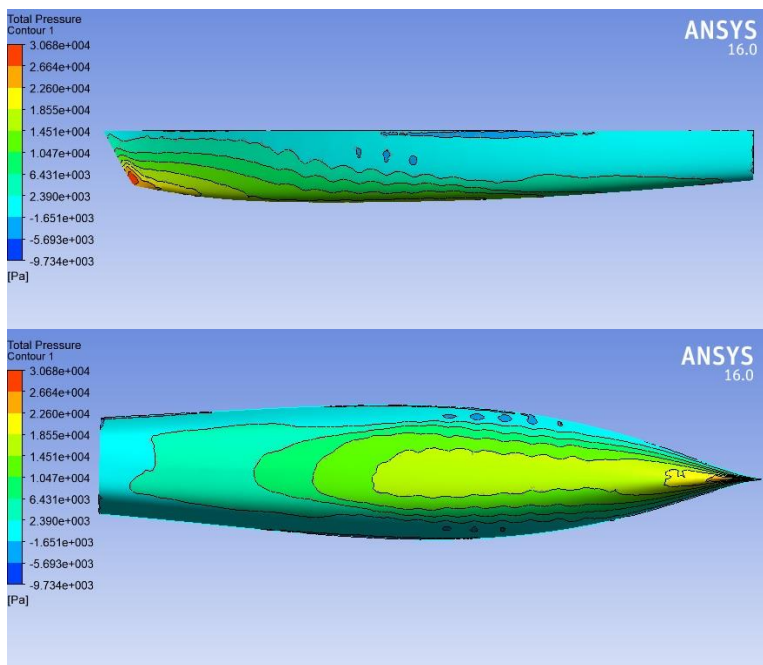 Total Pressure
Contour 1
3.068e+004
2.664e+004
2.260e+004
1.855e+004
1.451e+004
1.047e+004
6.431e+003
2.390e+003
-1.651e+003
-5.693e+003
-9.734e+003
[Pa]
ANSYS
16.0
Total Pressure
Contour 1
3.068e+004
2.664e+004
2.260e+004
1.855e+004
1.451e+004
1.047e+004
6.431e+003
2.390e+003
-1.651e+003
-5.693e+003
-9.734e+003
[Pa]
ANSYS
16.0